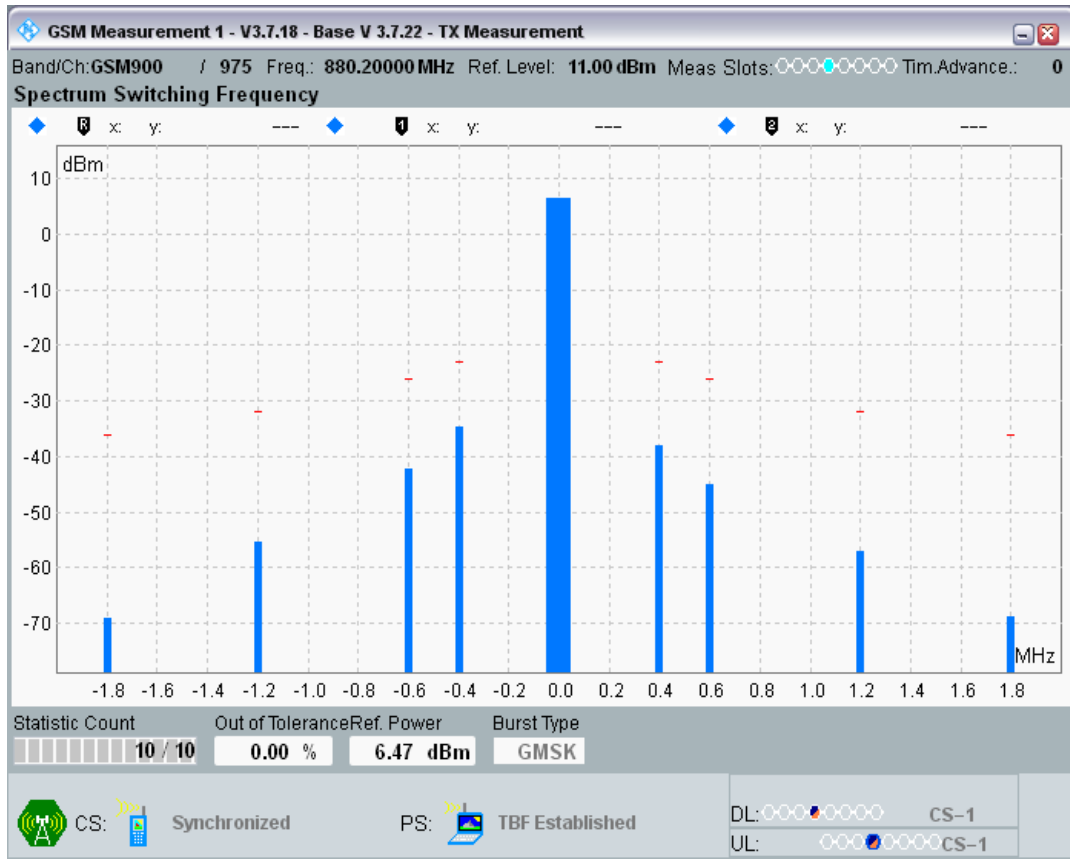 GSM Measurement 1 - V3.7.18 - Base V 3.7.22 - TX Measurement
Band/Ch:GSM900 / 975 Freq.: 880.20000 MHz Ref. Level: 11.00 dBm Meas Slots: Tim.Advance.: 0
Spectrum Switching Frequency
R x: y: --- 1 x: y: --- 2 x: y: ---
dBm
10
0
-10
-20
-30
-40
-50
-60
-70
MHz
-1.8 -1.6 -1.4 -1.2 -1.0 -0.8 -0.6 -0.4 -0.2 0.0 0.2 0.4 0.6 0.8 1.0 1.2 1.4 1.6 1.8
Statistic Count Out of Tolerance Ref. Power Burst Type
10 / 10 0.00 % 6.47 dBm GMSK
CS: Synchronized PS: TBF Established DL: CS-1
UL: CS-1